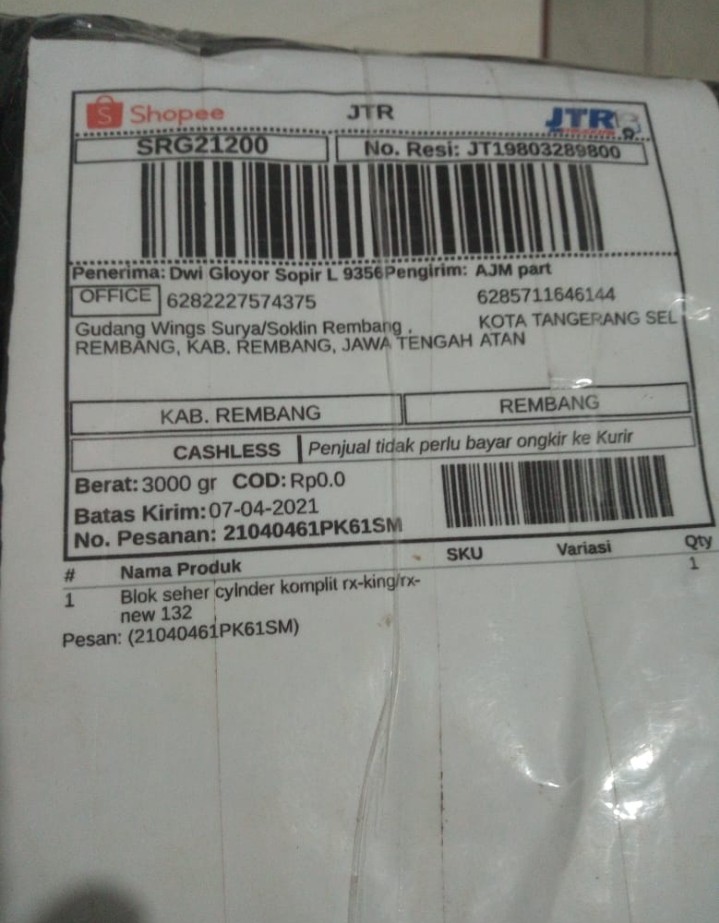 Shopee JTR JTR
SRG21200 No. Resi: JT19803289800
Penerima: Dwi Gloyor Sopir L 9356 Pengirim: AJM part
OFFICE 6282227574375 6285711646144
Gudang Wings Surya/Soklin Rembang , KOTA TANGERANG SEL
REMBANG, KAB. REMBANG, JAWA TENGAH ATAN
KAB. REMBANG REMBANG
CASHLESS Penjual tidak perlu bayar ongkir ke Kurir
Berat: 3000 gr COD: Rp0.0
Batas Kirim: 07-04-2021
No. Pesanan: 21040461PK61SM
# Nama Produk SKU Variasi Qty
1 Blok seher cylnder komplit rx-king/rx- 1
new 132
Pesan: (21040461PK61SM)